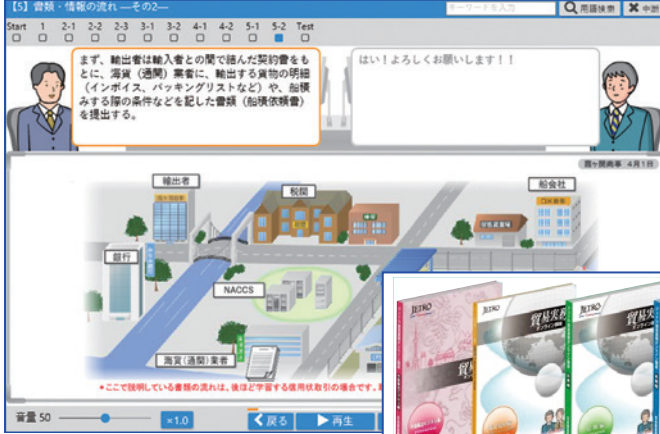 【5】書類・情報の流れ ―その2―
キーワードを入力
用語検索
中断
Start 1 2-1 2-2 2-3 3-1 3-2 4-1 4-2 5-1 5-2 Test
まず、輸出者は輸入者との間で結んだ契約書をも
とに、海貨（通関）業者に、輸出する貨物の明細
（インボイス、パッキングリストなど）や、船積
みする際の条件などを記した書類（船積依頼書）
を提出する。
はい！よろしくお願いします！！
霞ヶ関商事 4月1日
輸出者
税関
船会社
銀行
NACCS
海貨(通関)業者
*ここで説明している書類の流れは、後ほど学習する信用状取引の場合です。
音量 50
×1.0
戻る
再生
JETRO
JETRO
貿易実務
JETRO
貿易実